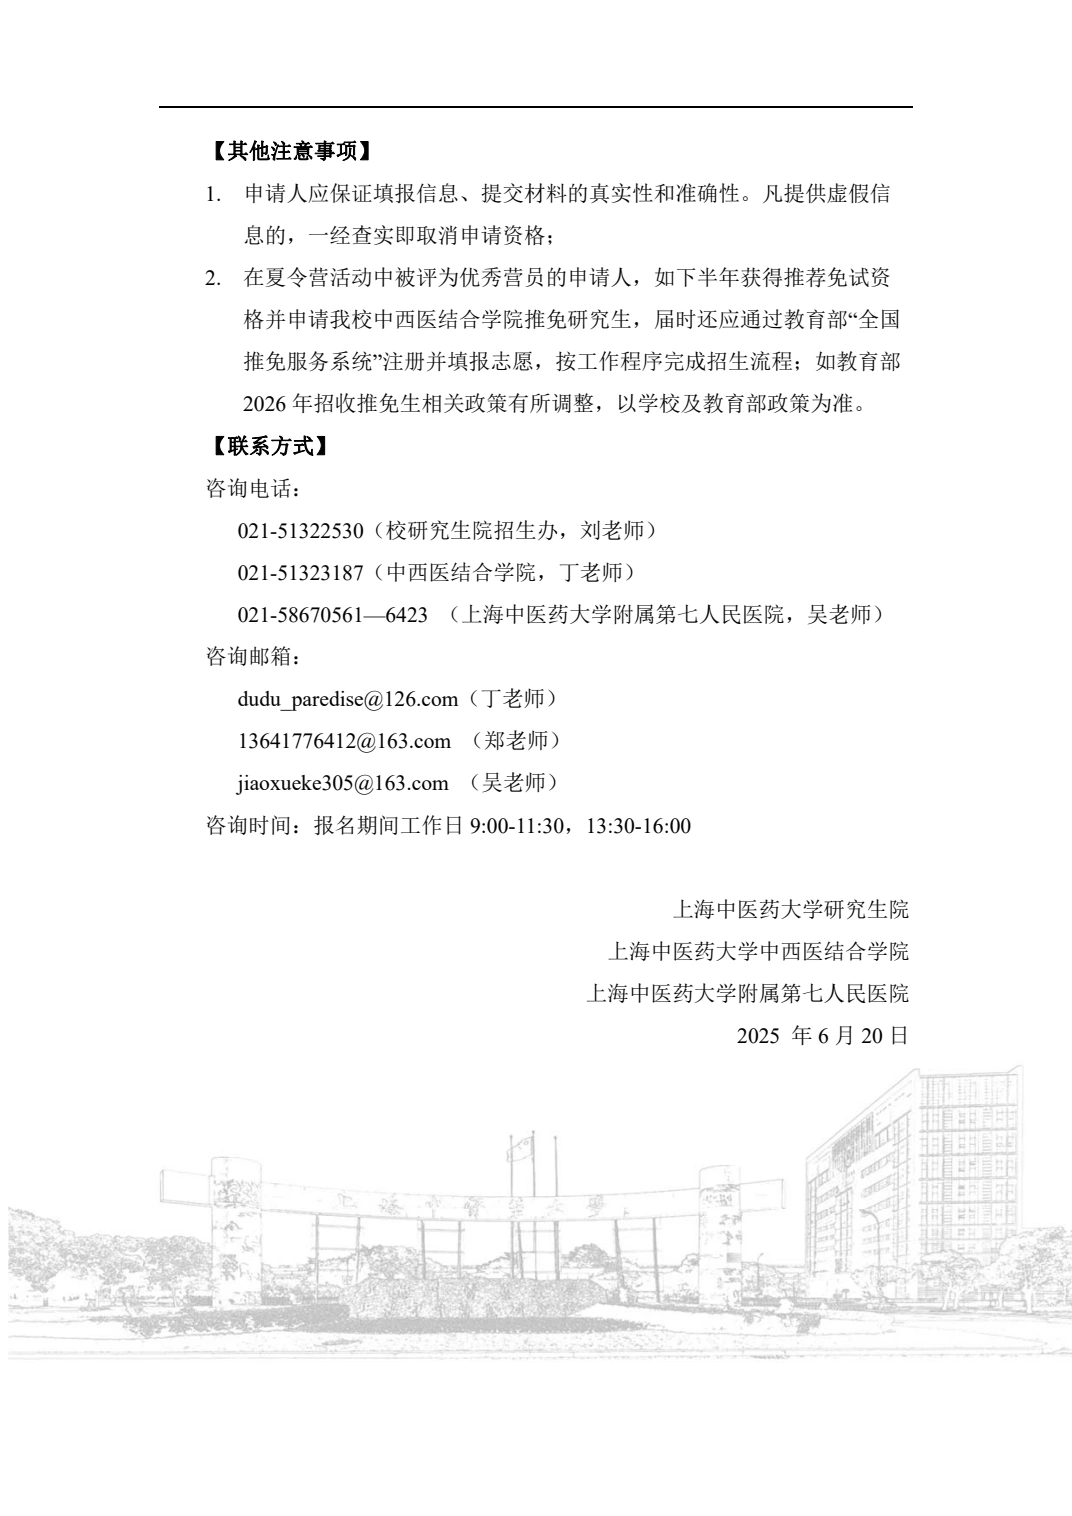 【其他注意事项】
1. 申请人应保证填报信息、提交材料的真实性和准确性。凡提供虚假信
息的，一经查实即取消申请资格；
2. 在夏令营活动中被评为优秀营员的申请人，如下半年获得推荐免试资
格并申请我校中西医结合学院推免研究生，届时还应通过教育部“全国
推免服务系统”注册并填报志愿，按工作程序完成招生流程；如教育部
2026 年招收推免生相关政策有所调整，以学校及教育部政策为准。
【联系方式】
咨询电话：
021-51322530（校研究生院招生办，刘老师）
021-51323187（中西医结合学院，丁老师）
021-58670561—6423 （上海中医药大学附属第七人民医院，吴老师）
咨询邮箱：
dudu_paredise@126.com（丁老师）
13641776412@163.com （郑老师）
jiaoxueke305@163.com （吴老师）
咨询时间：报名期间工作日 9:00-11:30，13:30-16:00
上海中医药大学研究生院
上海中医药大学中西医结合学院
上海中医药大学附属第七人民医院
2025 年 6 月 20 日